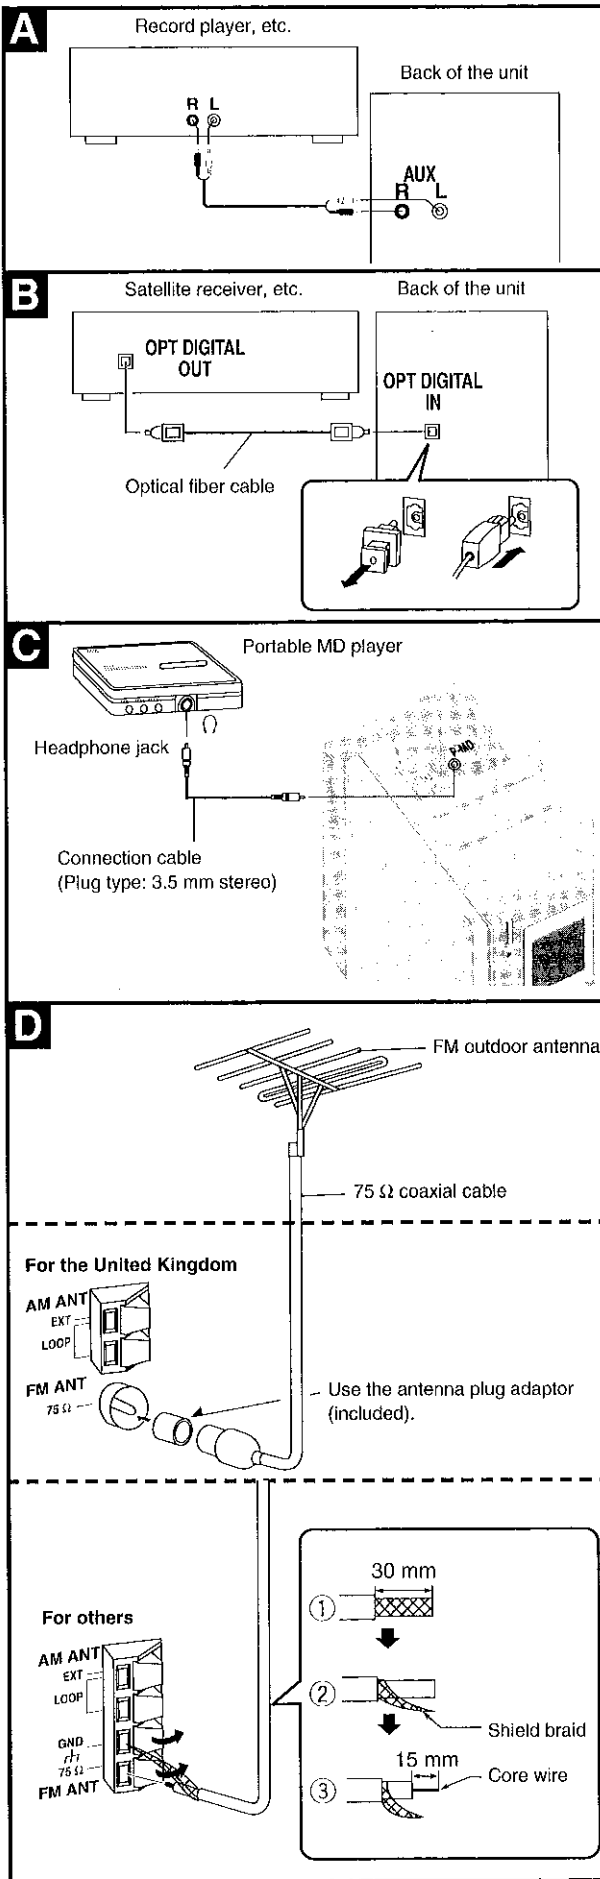 A
Record player, etc.
Back of the unit
R L
AUX
R L
B
Satellite receiver, etc.
Back of the unit
OPT DIGITAL
OUT
OPT DIGITAL
IN
Optical fiber cable
C
Portable MD player
Headphone jack
P-MD
Connection cable
(Plug type: 3.5 mm stereo)
D
FM outdoor antenna
75 Ω coaxial cable
For the United Kingdom
AM ANT
EXT
LOOP
FM ANT
75 Ω
Use the antenna plug adaptor
(included).
For others
AM ANT
EXT
LOOP
GND
75 Ω
FM ANT
30 mm
①
②
Shield braid
15 mm
③
Core wire